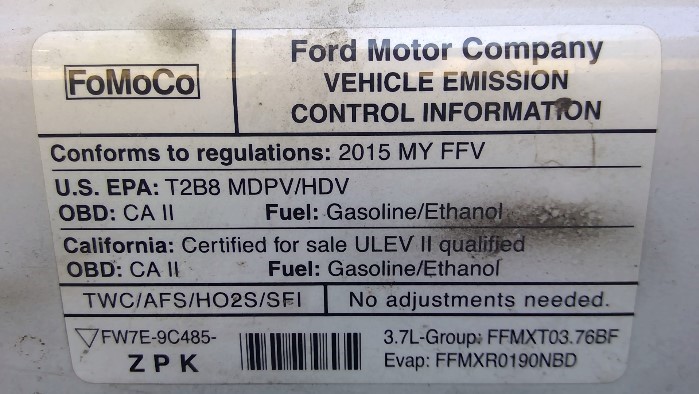 FoMoCo
Ford Motor Company
VEHICLE EMISSION
CONTROL INFORMATION
Conforms to regulations: 2015 MY FFV
U.S. EPA: T2B8 MDPV/HDV
OBD: CA II Fuel: Gasoline/Ethanol
California: Certified for sale ULEV II qualified
OBD: CA II Fuel: Gasoline/Ethanol
TWC/AFS/HO2S/SFI No adjustments needed.
▽FW7E-9C485- 3.7L-Group: FFMXT03.76BF
ZPK Evap: FFMXR0190NBD